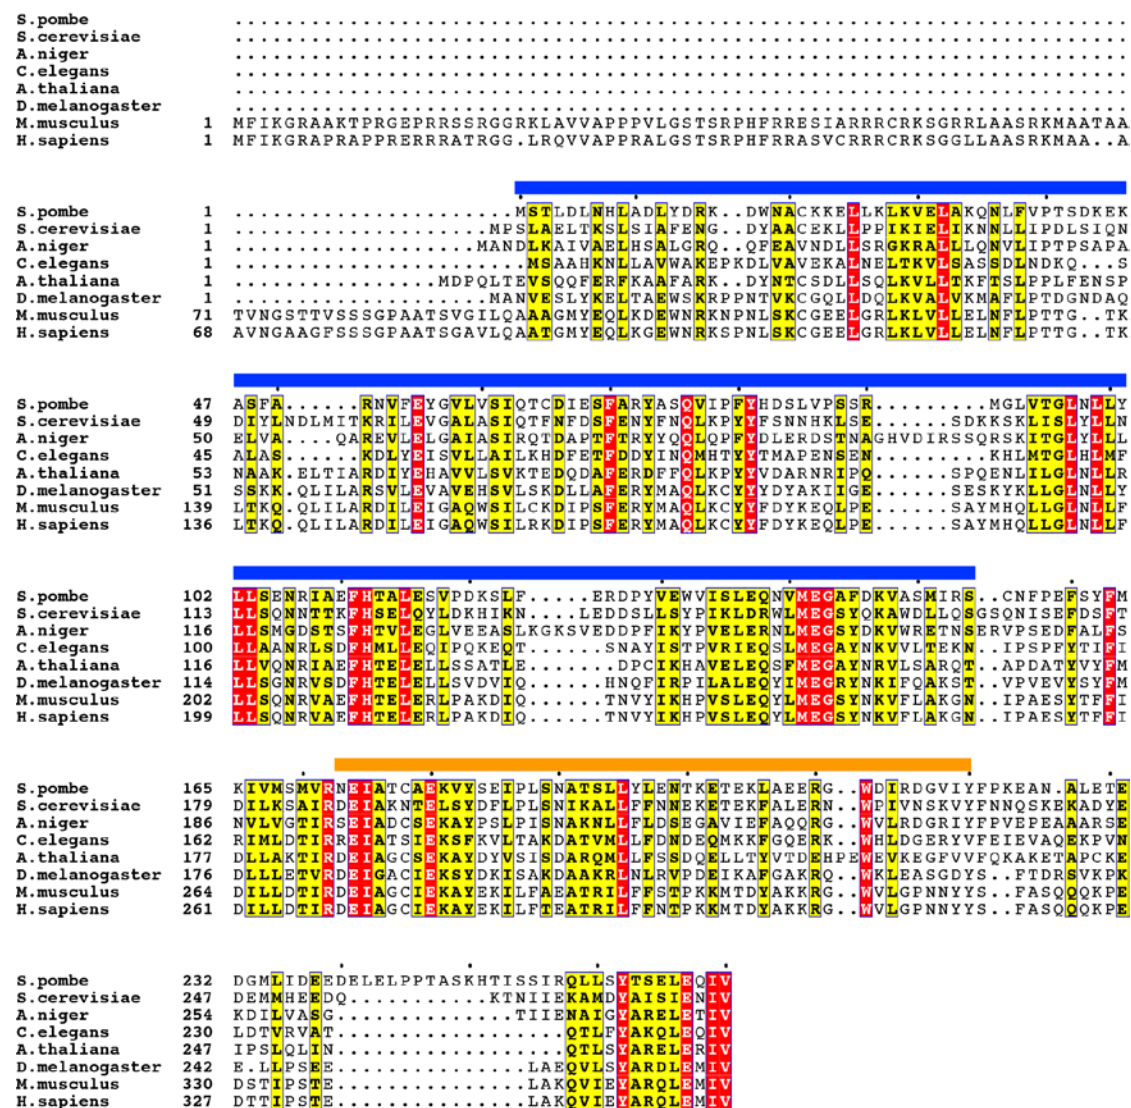 S.pombe ......................................................................
S.cerevisiae ......................................................................
A.niger ......................................................................
C.elegans ......................................................................
A.thaliana ......................................................................
D.melanogaster ......................................................................
M.musculus 1 MFIKGRAAKTPRGEPRRSSRGGRKLAVVAPPPVLGSTSRPHFRRESIARRRCRKSGRRLAASRKMAATAA
H.sapiens 1 MFIKGRAPRAPPRERRRATRGG.LRQVVAPPRALGSTSRPHFRRASVCRRRCRKSGGLLAASRKMAA..A
S.pombe 1 ......................MSTLDLNHLADLYDRK..DWNACKKELLKLKVELAKQNLFVPTSDKEK
S.cerevisiae 1 ....................MPSLAELTKSLSIAFENG..DYAACEKLLPPIKIELIKNNLLIPDLSIQN
A.niger 1 ...................MANDLKAIVAELHSALGRQ..QFEAVNDLLSRGKRALLLQNVLIPTPSAPA
C.elegans 1 .......................MSAAHKNLLAVWAKEPKDLVAVEKALNELTKVLSASSDLNDKQ...S
A.thaliana 1 ................MDPQLTEVSQQFERFKAAFARK..DYNTCSDLLSQLKVLLTKFTSLPPLFENSP
D.melanogaster 1 ....................MANVESLYKELTAEWSKRPPNTVKCGQLLDQLKVALVKMAFLPTDGNDAQ
M.musculus 71 TVNGSTTVSSSGPAATSVGILQAAAGMYEQLKDEWNRKNPNLSKCGEELGRLKLVLLELNFLPTTG..TK
H.sapiens 68 AVNGAAGFSSSGPAATSGAVLQAATGMYEQLKGEWNRKSPNLSKCGEELGRLKLVLLELNFLPTTG..TK
S.pombe 47 ASFA......RNVFEYGVLVSIQTCDIESFARYASQVIPFYHDSLVPSSR.........MGLVTGLNLLY
S.cerevisiae 49 DIYLNDLMITKRILEVGALASIQTFNFDSFENYFNQLKPYYFSNNHKLSE.......SDKKSKLISLYLLN
A.niger 50 ELVA....QAREVLELGAIASIRQTDAPTFTRYYQQLQPFYDLERDSTNAGHVDIRSSQRSKITGLYLLL
C.elegans 45 ALAS......KDLYEISVLLAILKHDFETFDDYINQMHTYYTMAPENSEN.........KHLMTGLHLMF
A.thaliana 53 NAAK.ELTIARDIYEHAVVLSVKTEDQDAFERDFFQLKPYYVDARNRIPQ......SPQENLILGLNLLR
D.melanogaster 51 SSKK.QLILARSVLEVAVEHSVLSKDLLAFERYMAQLKCYYYDYAKIIGE......SESKYKLLGLNLLY
M.musculus 139 LTKQ.QLILARDILEIGAQWSILCKDIPSFERYMAQLKCYYFDYKEQLPE......SAYMHQLLGLNLLF
H.sapiens 136 LTKQ.QLILARDILEIGAQWSILRKDIPSFERYMAQLKCYYFDYKEQLPE......SAYMHQLLGLNLLF
S.pombe 102 LLSENRIAEFHTALESVPDKSLF.....ERDPYVEWVISLEQNVMEGAFDKVASMIRS..CNFPEFSYFM
S.cerevisiae 113 LLSQNNTTKFHSELQYLDKHIKN....LEDDSLLSYPIKLDRWLMEGSYQKAWDLLQSGSQNISEFDSFT
A.niger 116 LLSMGDSTSFHTVLEGLVEEASLKGKSVEDDPFIKYPVELERNLMEGSYDKVWRETNSERVPSEDFALFS
C.elegans 100 LLAANRLSDFHMLLEQIPQKEQT......SNAYISTPVRIEQSLMEGAYNKVVLTEKN..IPSPFYTIFI
A.thaliana 116 LLVQNRIAEFHTELELLSSATLE.......DPCIKHAVELEQSFMEGAYNRVLSARQT..APDATYVYFM
D.melanogaster 114 LLSGNRVSDFHTELELLSVDVIQ......HNQFIRPILALEQYIMEGRYNKIFQAKST..VPVEVYSYFM
M.musculus 202 LLSQNRVAEFHTELERLPAKDIQ......TNVYIKHPVSLEQYLMEGSYNKVFLAKGN..IPAESYTFFI
H.sapiens 199 LLSQNRVAEFHTELERLPAKDIQ......TNVYIKHPVSLEQYLMEGSYNKVFLAKGN..IPAESYTFFI
S.pombe 165 KIVMSMVRNEIATCAEKVYSEIPLSNATSLLYLENTKETEKLAEERG..WDIRDGVIYFPKEAN.ALETE
S.cerevisiae 179 DILKSAIRDEIAKNTELSYDFLPLSNIKALLFFNNEKETEKFALERN..WPIVNSKVYFNNQSKEKADYE
A.niger 186 NVLVGTIRSEIADCSEKAYPSLPISNAKNLLFLDSEGAVIEFAQQRG..WVLRDGRIYFPVEPEAAARSE
C.elegans 162 RIMLDTIRREIATSIEKSFKVLTAKDATVMLLFDNDEQMKKFGQERK..WHLDGERYYFEIEVAQEKPVN
A.thaliana 177 DLLAKTIRDEIAGCSEKAYDYVSISDARQMLLFSSDQELLTYVTDEHPEWEVKEGFVVFQKAKETAPCKE
D.melanogaster 176 DLLLETVRDEIGACIEKSYDKISAKDAAKRLNLRVPDEIKAFGAKRQ..WKLEASGDYS..FTDRSVKPK
M.musculus 264 DILLDTIRDEIAGCIEKAYEKILFAEATRILFFSTPKKMTDYAKKRG..WVLGPNNYYS..FASQQQKPE
H.sapiens 261 DILLDTIRDEIAGCIEKAYEKILFTEATRILFFNTPKKMTDYAKKRG..WVLGPNNYYS..FASQQQKPE
S.pombe 232 DGMLIDEEDELELPPTASKHTISSIRQLLSYTSELEQIV
S.cerevisiae 247 DEMMHEEDQ...........KTNIIEKAMDYAISIENIV
A.niger 254 KDILVASG..............TIIENAIGYARELETIV
C.elegans 230 LDTVRVAT..................QTLFYAKQLEQIV
A.thaliana 247 IPSLQLIN..................QTLSYARELERIV
D.melanogaster 242 E.LLPSEE...............LAEQVLSYARDLEMIV
M.musculus 330 DSTIPSTE...............LAKQVIEYARQLEMIV
H.sapiens 327 DTTIPSTE...............LAKQVIEYARQLEMIV